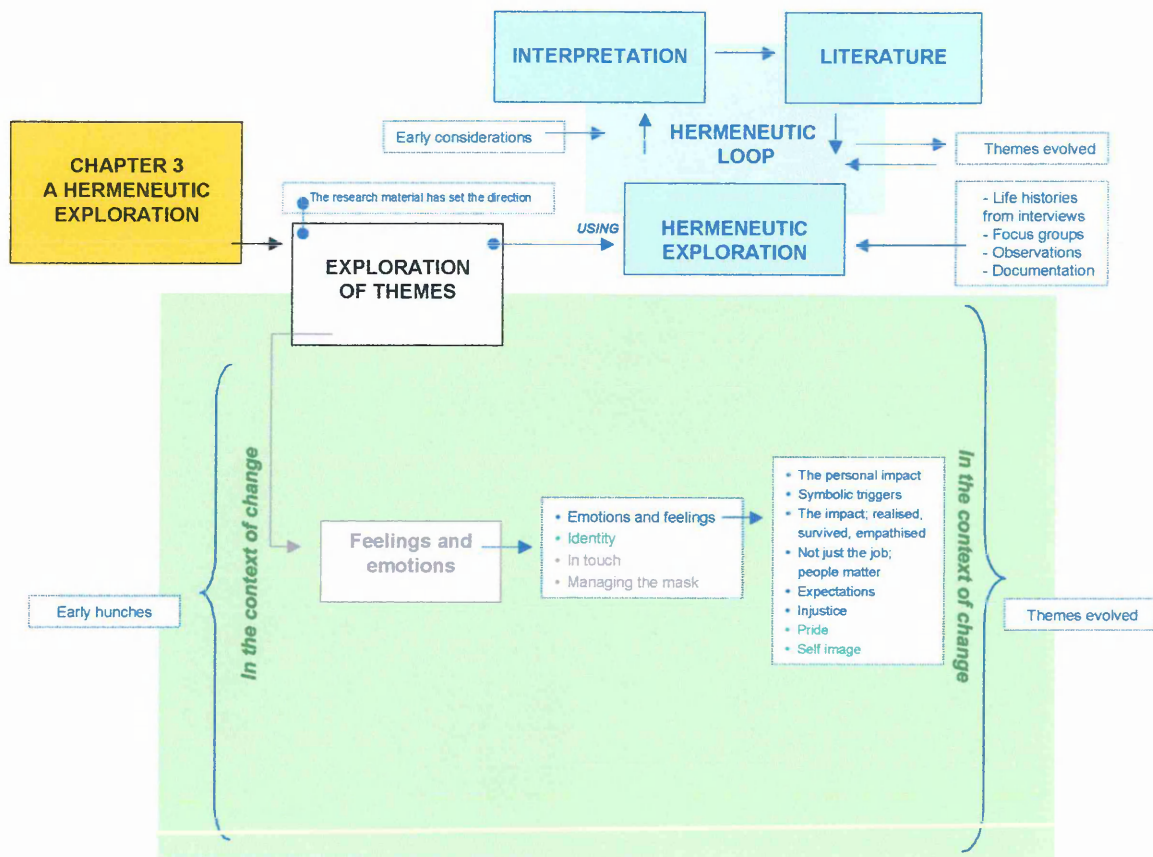 INTERPRETATION
LITERATURE
Early considerations
HERMENEUTIC
LOOP
Themes evolved
CHAPTER 3
A HERMENEUTIC
EXPLORATION
The research material has set the direction
USING
HERMENEUTIC
EXPLORATION
- Life histories
from interviews
- Focus groups
- Observations
- Documentation
EXPLORATION
OF THEMES
Early hunches
In the context of change
Feelings and
emotions
• Emotions and feelings
• Identity
• In touch
• Managing the mask
• The personal impact
• Symbolic triggers
• The impact; realised,
survived, empathised
• Not just the job;
people matter
• Expectations
• Injustice
• Pride
• Self image
In the context of change
Themes evolved